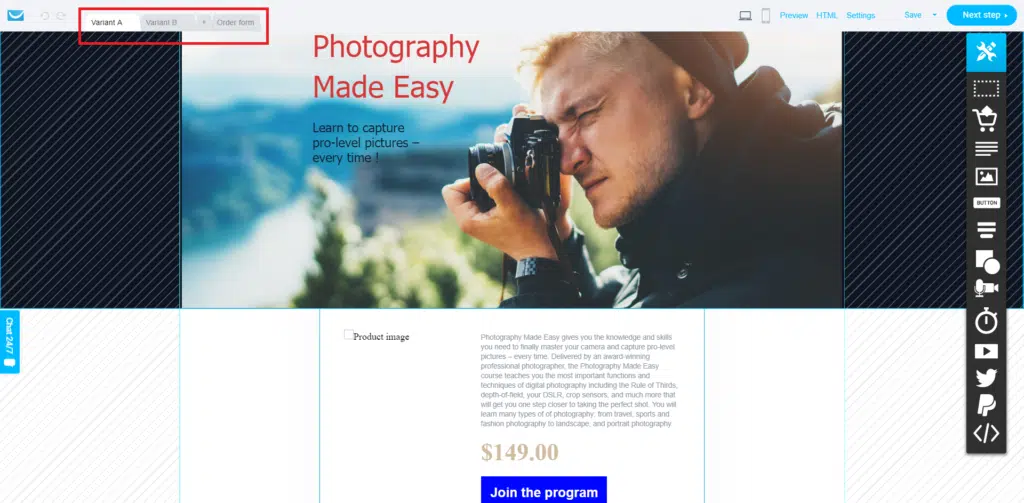 Variant A
Variant B
+
Order form
Preview
HTML
Settings
Save
Next step
Photography
Made Easy
Learn to capture
pro-level pictures –
every time !
BUTTON
Chat 24/7
Product image
Photography Made Easy gives you the knowledge and skills
you need to finally master your camera and capture pro-level
pictures – every time. Delivered by an award-winning
professional photographer, the Photography Made Easy
course teaches you the most important functions and
techniques of digital photography including the Rule of Thirds,
depth-of-field, your DSLR, crop sensors, and much more that
will get you one step closer to taking the perfect shot. You will
learn many types of of photography; from travel, sports and
fashion photography to landscape, and portrait photography
$149.00
Join the program